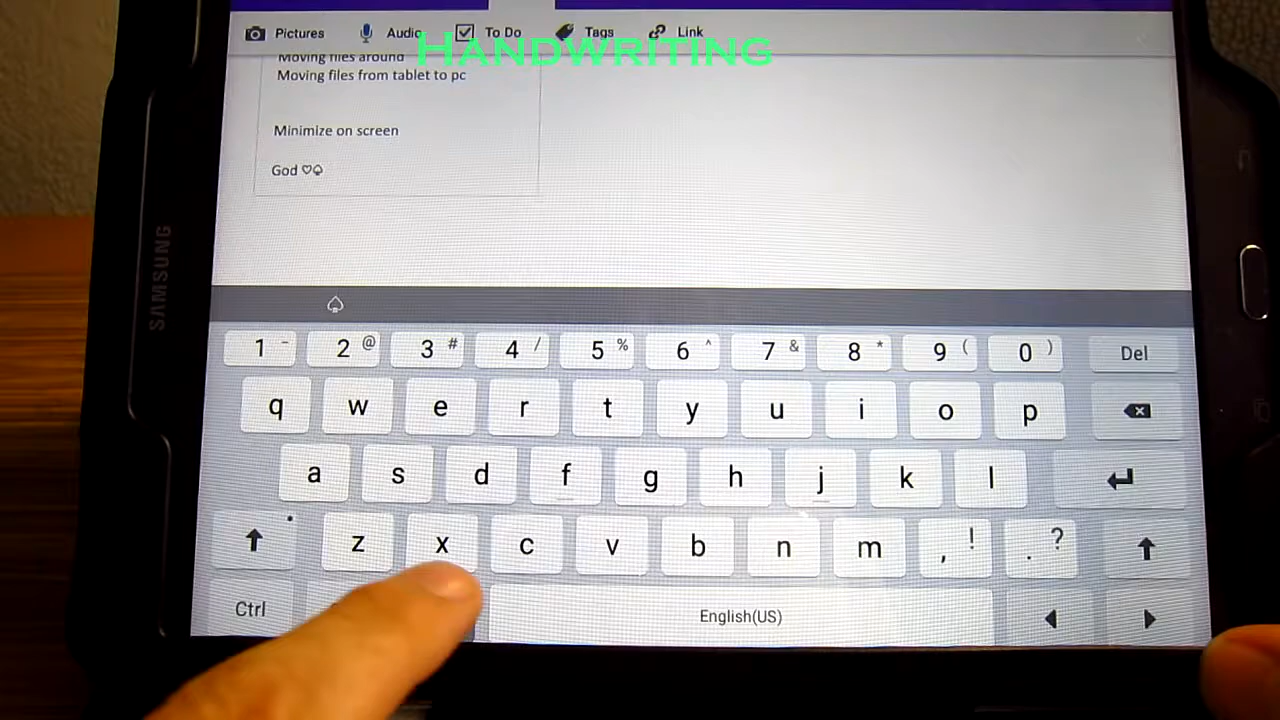 Pictures Audio To Do Tags Link
HANDWRITING
Moving files around
Moving files from tablet to pc
Minimize on screen
God ♡♤
SAMSUNG
♤
1 - 2 @ 3 # 4 / 5 % 6 ^ 7 & 8 * 9 ( 0 ) Del
q w e r t y u i o p
a s d f g h j k l
z x c v b n m , ! . ?
Ctrl English(US)